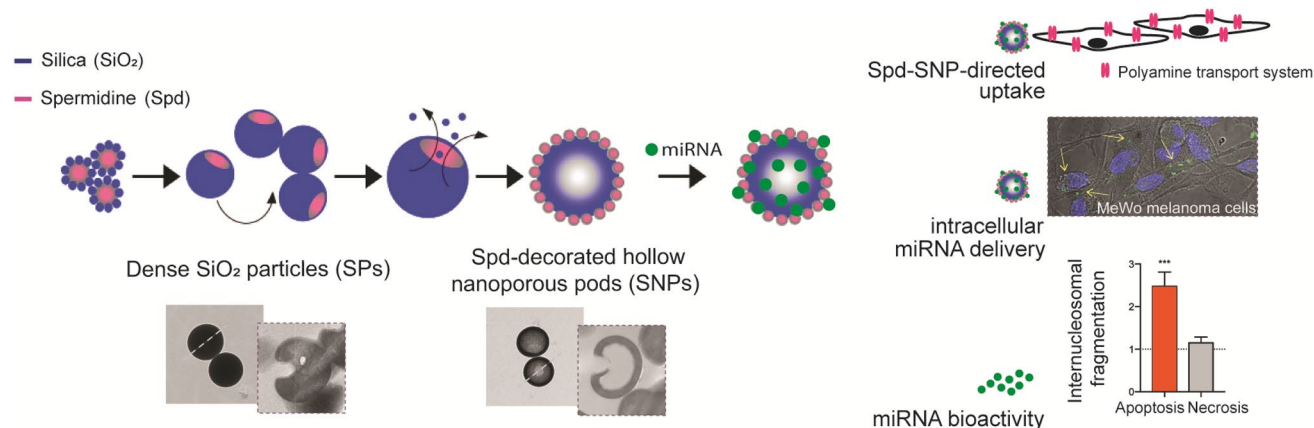 Silica (SiO₂)
Spermidine (Spd)
Dense SiO₂ particles (SPs)
Spd-decorated hollow
nanoporous pods (SNPs)
miRNA
Spd-SNP-directed
uptake
Polyamine transport system
MeWo melanoma cells
intracellular
miRNA delivery
miRNA bioactivity
Internucleosomal
fragmentation
3
2
1
0
***
Apoptosis Necrosis